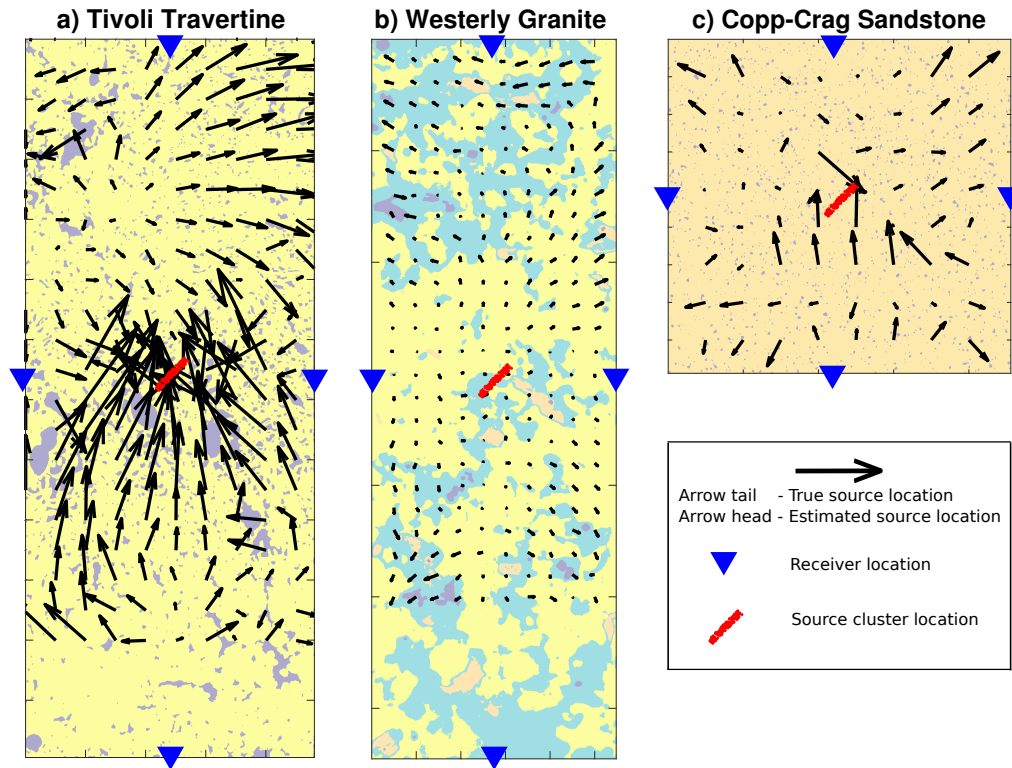 a) Tivoli Travertine
b) Westerly Granite
c) Copp-Crag Sandstone
Arrow tail - True source location
Arrow head - Estimated source location
Receiver location
Source cluster location